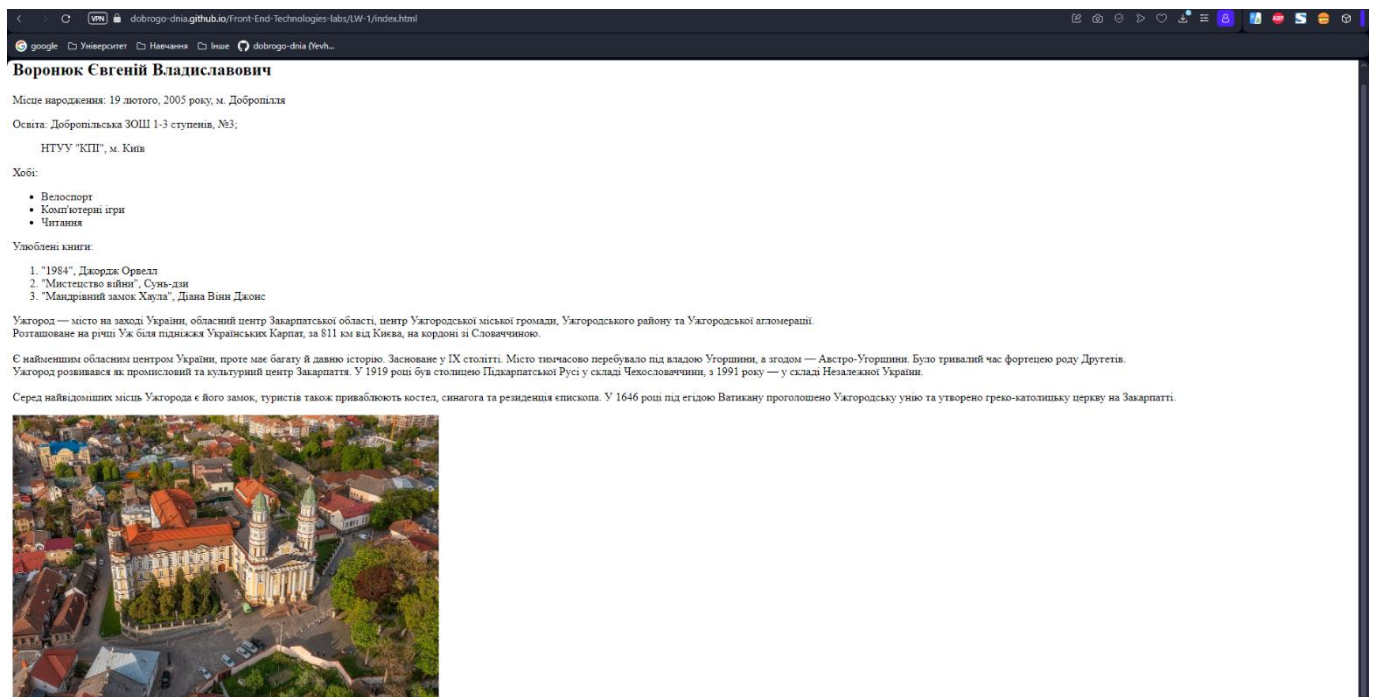 VPN dobrogo-dnia.github.io/Front-End-Technologies-labs/LW-1/index.html
google Університет Навчання Інше dobrogo-dnia (Yevh...
Воронюк Євгеній Владиславович
Місце народження: 19 лютого, 2005 року, м. Добропілля
Освіта: Добропільська ЗОШ 1-3 ступенів, №3;
НТУУ "КПІ", м. Київ
Хобі:
• Велоспорт
• Комп'ютерні ігри
• Читання
Улюблені книги:
1. "1984", Джордж Орвелл
2. "Мистецтво війни", Сунь-дзи
3. "Мандрівний замок Хаула", Діана Вінн Джонс
Ужгород — місто на заході України, обласний центр Закарпатської області, центр Ужгородської міської громади, Ужгородського району та Ужгородської агломерації.
Розташоване на річці Уж біля підніжжя Українських Карпат, за 811 км від Києва, на кордоні зі Словаччиною.
Є найменшим обласним центром України, проте має багату й давню історію. Засноване у IX столітті. Місто тимчасово перебувало під владою Угорщини, а згодом — Австро-Угорщини. Було тривалий час фортецею роду Другетів.
Ужгород розвивався як промисловий та культурний центр Закарпаття. У 1919 році був столицею Підкарпатської Русі у складі Чехословаччини, з 1991 року — у складі Незалежної України.
Серед найвідоміших місць Ужгорода є його замок, туристів також приваблюють костел, синагога та резиденція єпископа. У 1646 році під егідою Ватикану проголошено Ужгородську унію та утворено греко-католицьку церкву на Закарпатті.